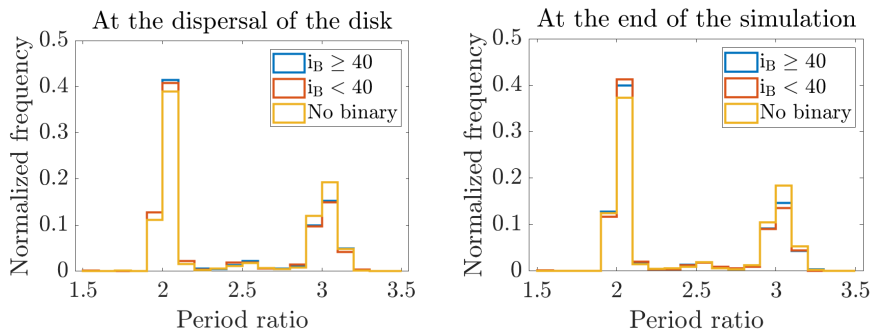 At the dispersal of the disk
0.5
0.4
0.3
0.2
0.1
0
Normalized frequency
i_B ≥ 40
i_B < 40
No binary
1.5 2 2.5 3 3.5
Period ratio
At the end of the simulation
0.5
0.4
0.3
0.2
0.1
0
Normalized frequency
i_B ≥ 40
i_B < 40
No binary
1.5 2 2.5 3 3.5
Period ratio